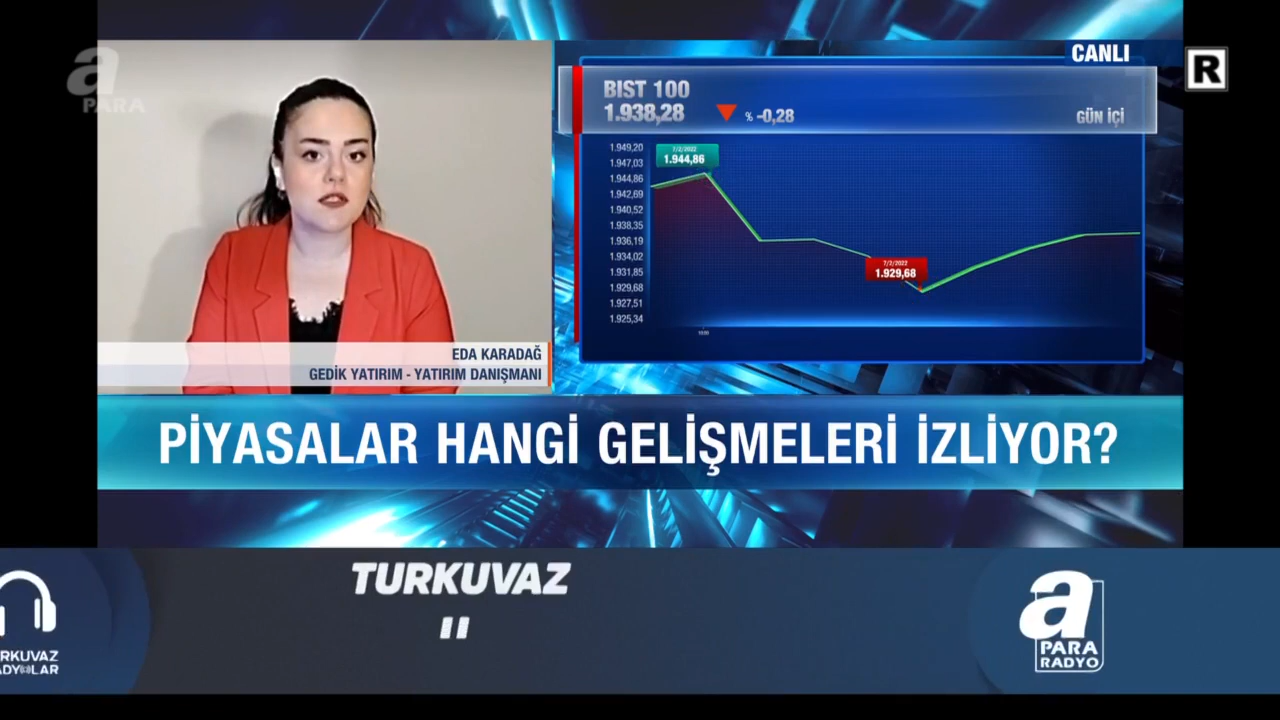 a
PARA
CANLI
R
BIST 100
1.938,28
% -0,28
GÜN İÇİ
1.949,20
1.947,03
1.944,86
1.942,69
1.940,52
1.938,35
1.936,19
1.934,02
1.931,85
1.929,68
1.927,51
1.925,34
7/2/2022
1.944,86
7/2/2022
1.929,68
EDA KARADAĞ
GEDİK YATIRIM - YATIRIM DANIŞMANI
PİYASALAR HANGİ GELİŞMELERİ İZLİYOR?
TURKUVAZ
RKUVAZ
ADYOLAR
a
PARA
RADYO